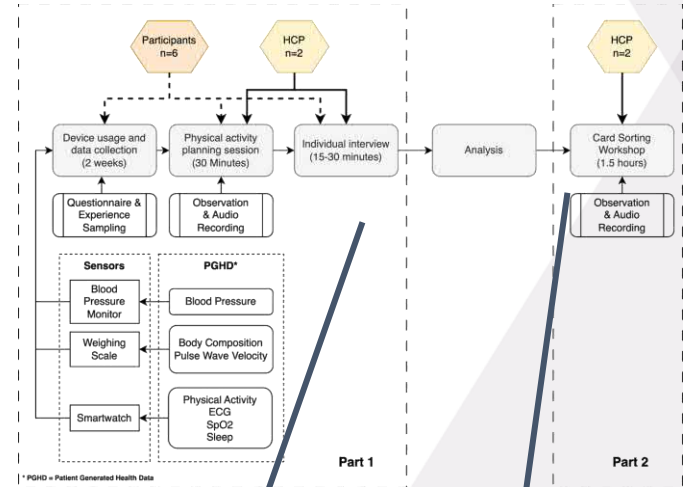 Participants
n=6
HCP
n=2
HCP
n=2
Device usage and
data collection
(2 weeks)
Physical activity
planning session
(30 Minutes)
Individual interview
(15-30 minutes)
Analysis
Card Sorting
Workshop
(1.5 hours)
Questionnaire &
Experience
Sampling
Observation
& Audio
Recording
Observation
& Audio
Recording
Sensors
PGHD*
Blood
Pressure
Monitor
Blood Pressure
Weighing
Scale
Body Composition
Pulse Wave Velocity
Smartwatch
Physical Activity
ECG
SpO2
Sleep
Part 1
Part 2
* PGHD = Patient Generated Health Data